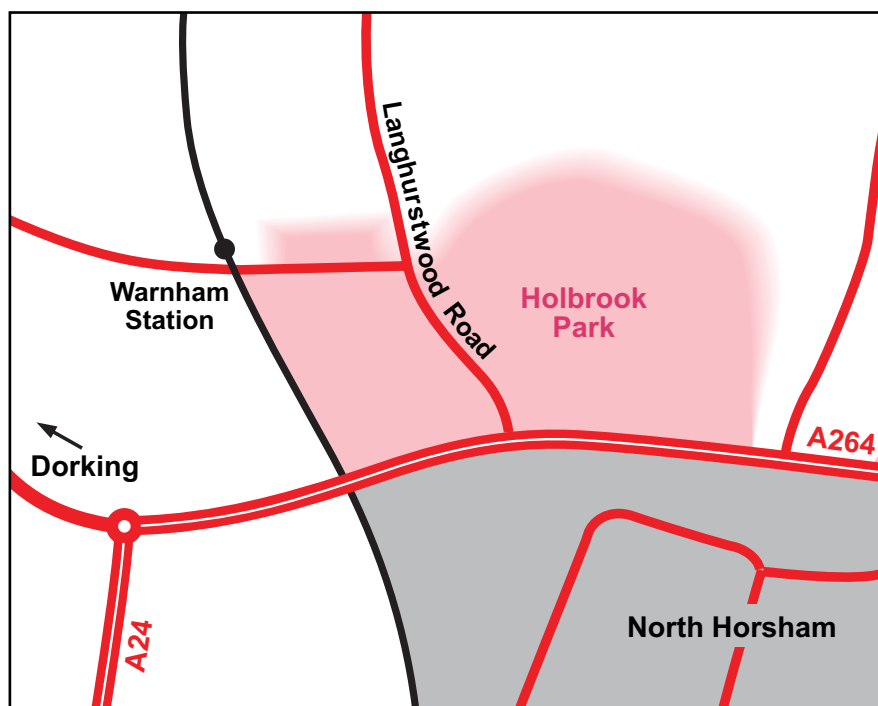 Langhurstwood Road
Warnham
Station
Holbrook
Park
A264
Dorking
A24
North Horsham